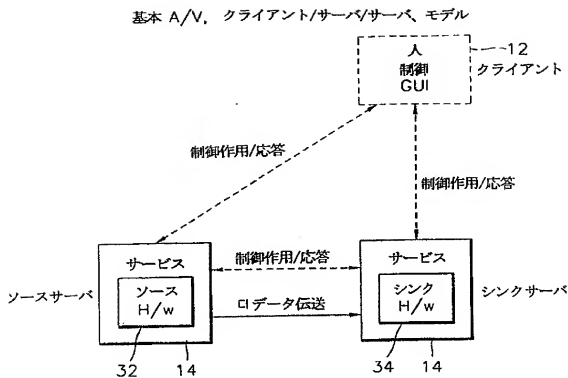 基本 A/V, クライアント/サーバ/サーバ、モデル
人
制御
GUI
12
クライアント
制御作用/応答
制御作用/応答
サービス
ソース
H/w
ソースサーバ
32
14
制御作用/応答
CIデータ伝送
サービス
シンク
H/w
シンクサーバ
34
14